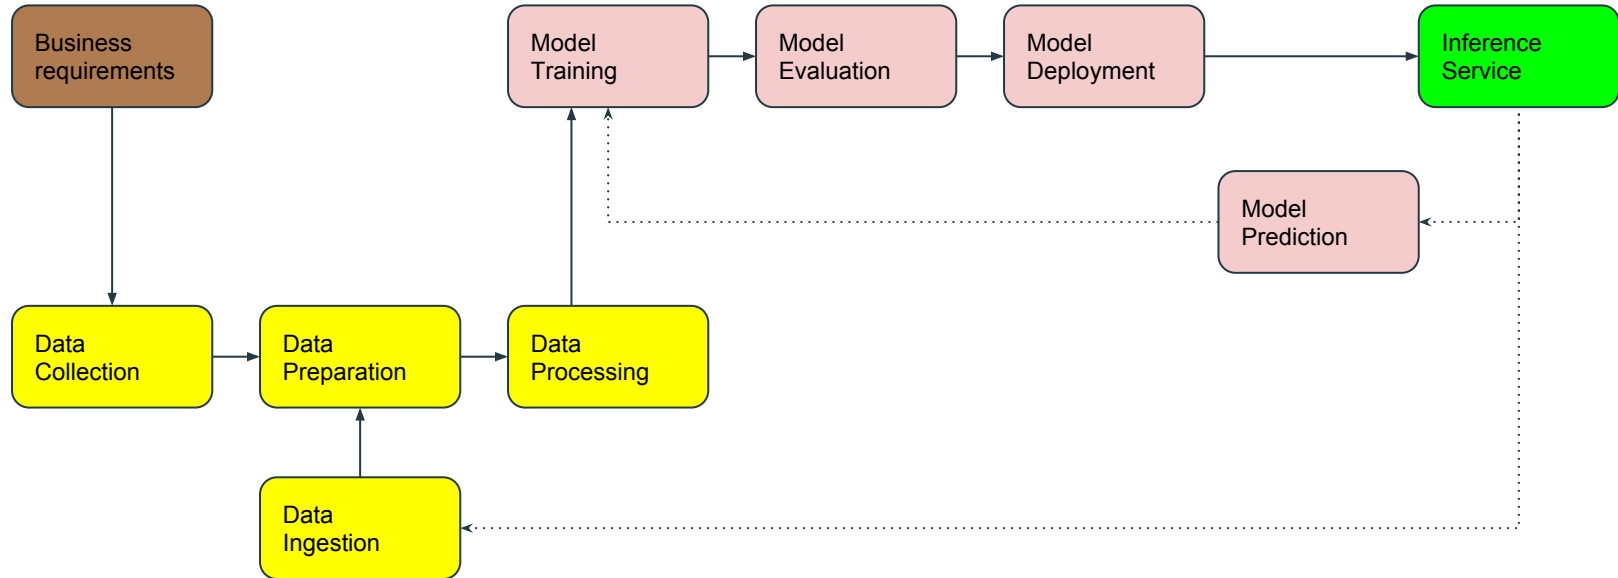 Business
requirements
Model
Training
Model
Evaluation
Model
Deployment
Inference
Service
Model
Prediction
Data
Collection
Data
Preparation
Data
Processing
Data
Ingestion